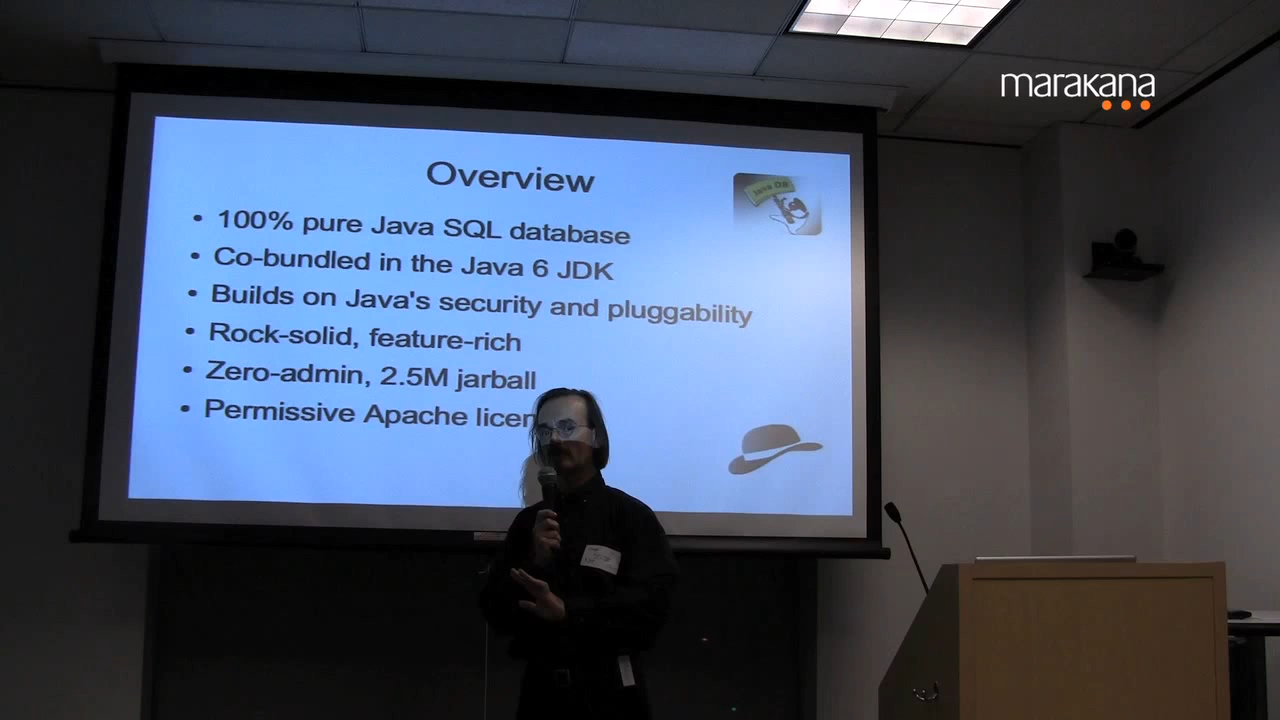 marakana
Overview
Java DB
• 100% pure Java SQL database
• Co-bundled in the Java 6 JDK
• Builds on Java's security and pluggability
• Rock-solid, feature-rich
• Zero-admin, 2.5M jarball
• Permissive Apache licen